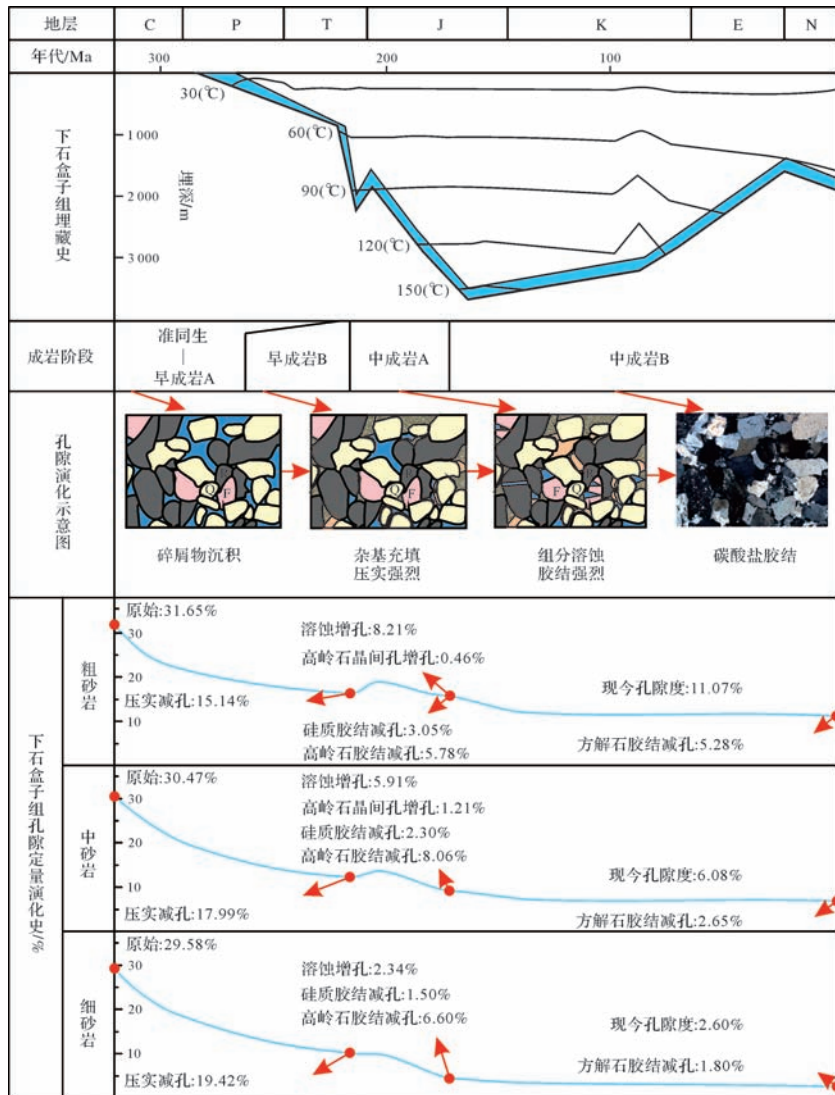 地层 C P T J K E N
年代/Ma 300 200 100
下石盒子组埋藏史
埋深/m
1 000
2 000
3 000
30(℃)
60(℃)
90(℃)
120(℃)
150(℃)
成岩阶段
准同生
|
早成岩A
早成岩B
中成岩A
中成岩B
孔隙演化示意图
Q F
Q F
Q F
碎屑物沉积
杂基充填
压实强烈
组分溶蚀
胶结强烈
碳酸盐胶结
下石盒子组孔隙定量演化史/%
粗砂岩
30
20
10
原始:31.65%
压实减孔:15.14%
溶蚀增孔:8.21%
高岭石晶间孔增孔:0.46%
硅质胶结减孔:3.05%
高岭石胶结减孔:5.78%
现今孔隙度:11.07%
方解石胶结减孔:5.28%
中砂岩
30
20
10
原始:30.47%
压实减孔:17.99%
溶蚀增孔:5.91%
高岭石晶间孔增孔:1.21%
硅质胶结减孔:2.30%
高岭石胶结减孔:8.06%
现今孔隙度:6.08%
方解石胶结减孔:2.65%
细砂岩
30
20
10
原始:29.58%
压实减孔:19.42%
溶蚀增孔:2.34%
硅质胶结减孔:1.50%
高岭石胶结减孔:6.60%
现今孔隙度:2.60%
方解石胶结减孔:1.80%